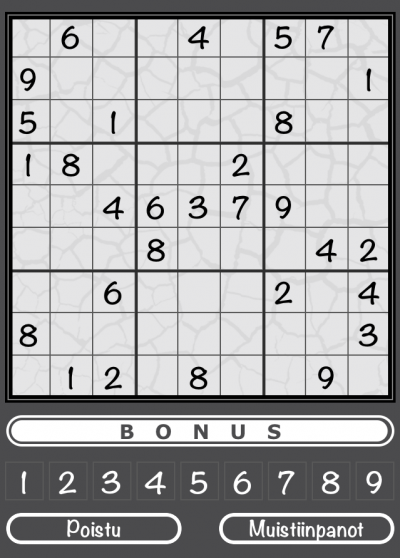 6 4 5 7
9 1
5 1 8
1 8 2
4 6 3 7 9
8 4 2
6 2 4
8 3
1 2 8 9
BONUS
1 2 3 4 5 6 7 8 9
Poistu Muistiinpanot